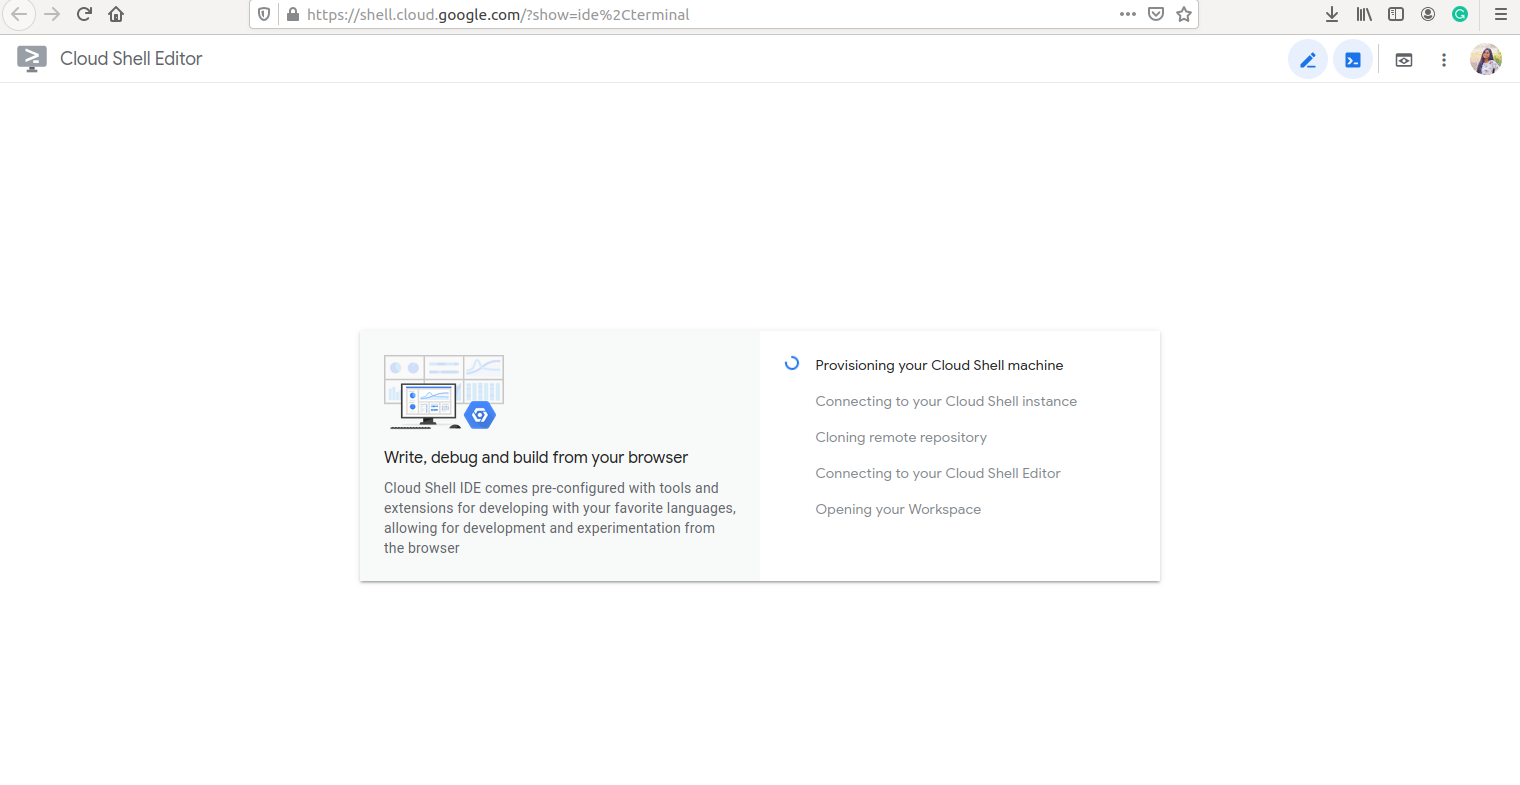 https://shell.cloud.google.com/?show=ide%2Cterminal
Cloud Shell Editor
Write, debug and build from your browser
Cloud Shell IDE comes pre-configured with tools and
extensions for developing with your favorite languages,
allowing for development and experimentation from
the browser
Provisioning your Cloud Shell machine
Connecting to your Cloud Shell instance
Cloning remote repository
Connecting to your Cloud Shell Editor
Opening your Workspace